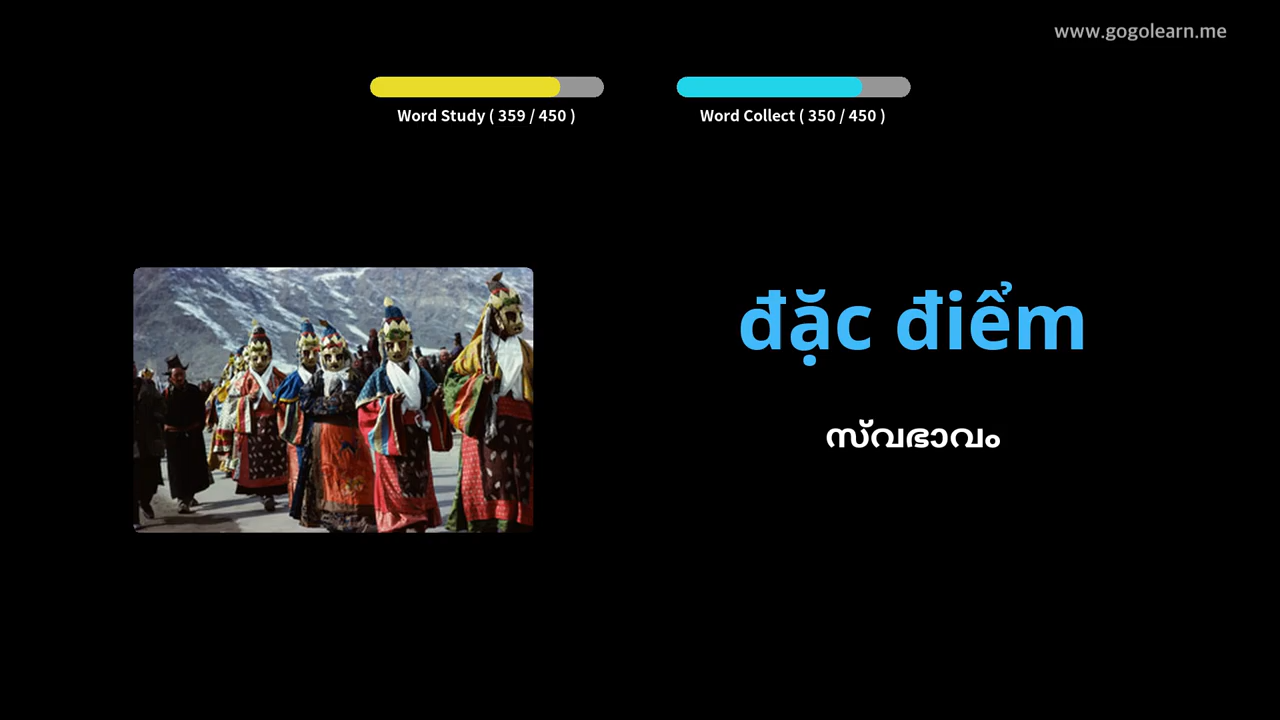 www.gogolearn.me
Word Study ( 359 / 450 )
Word Collect ( 350 / 450 )
đặc điểm
സ്വഭാവം